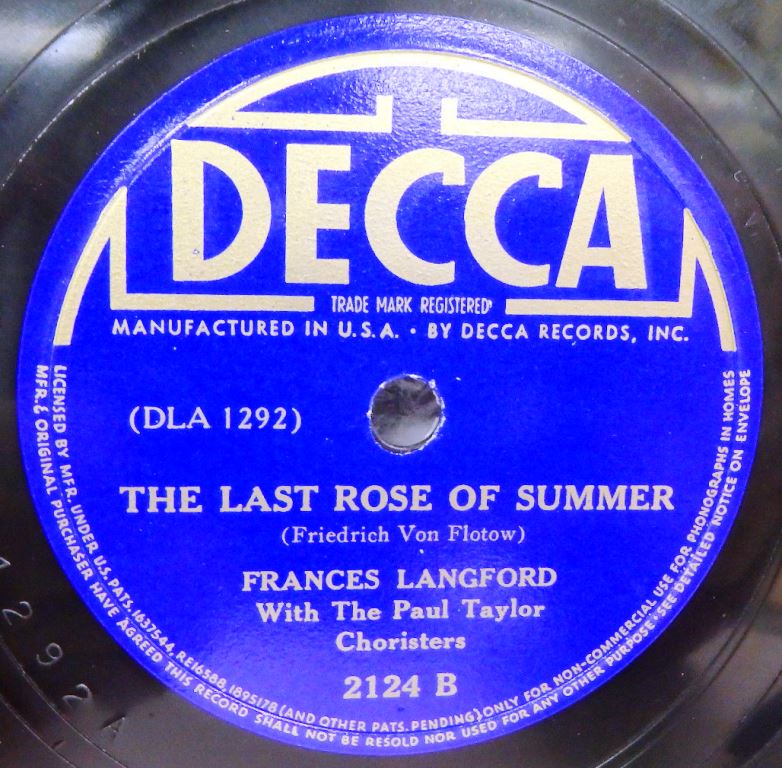 DECCA
TRADE MARK REGISTERED
MANUFACTURED IN U.S.A. • BY DECCA RECORDS, INC.
(DLA 1292)
THE LAST ROSE OF SUMMER
(Friedrich Von Flotow)
FRANCES LANGFORD
With The Paul Taylor
Choristers
2124 B
LICENSED BY MFR. UNDER U.S. PATS. 1637544, RE16588, 1895178 (AND OTHER PATS. PENDING) ONLY FOR NON-COMMERCIAL USE FOR PHONOGRAPHS IN HOMES
MFR. & ORIGINAL PURCHASER HAVE AGREED THIS RECORD SHALL NOT BE RESOLD NOR USED FOR ANY OTHER PURPOSE • SEE DETAILED NOTICE ON ENVELOPE
1292A